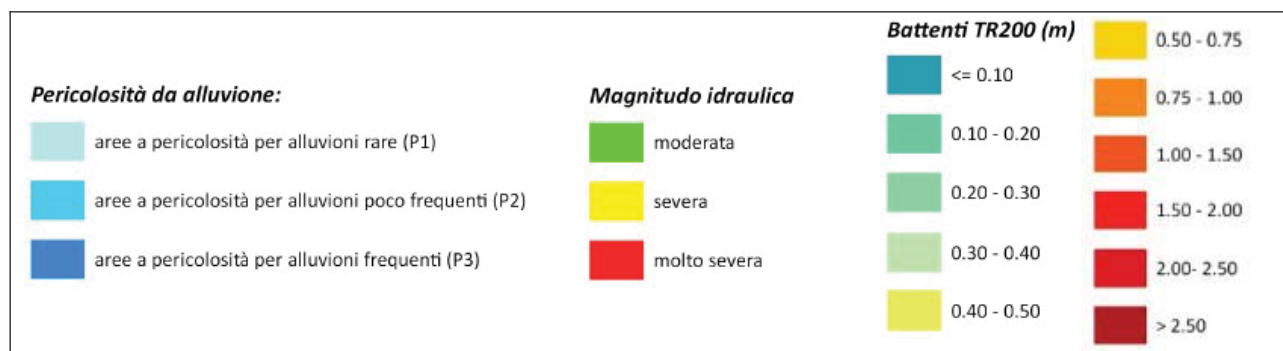 Pericolosità da alluvione:
aree a pericolosità per alluvioni rare (P1)
aree a pericolosità per alluvioni poco frequenti (P2)
aree a pericolosità per alluvioni frequenti (P3)
Magnitudo idraulica
moderata
severa
molto severa
Battenti TR200 (m)
<= 0.10
0.10 - 0.20
0.20 - 0.30
0.30 - 0.40
0.40 - 0.50
0.50 - 0.75
0.75 - 1.00
1.00 - 1.50
1.50 - 2.00
2.00- 2.50
> 2.50